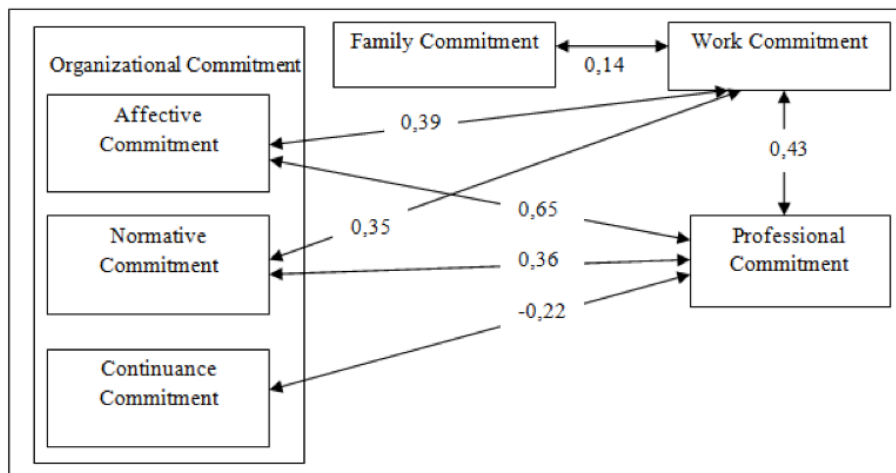 Family Commitment
Work Commitment
0,14
Organizational Commitment
Affective
Commitment
0,39
0,43
Normative
Commitment
0,35
0,65
0,36
Professional
Commitment
-0,22
Continuance
Commitment